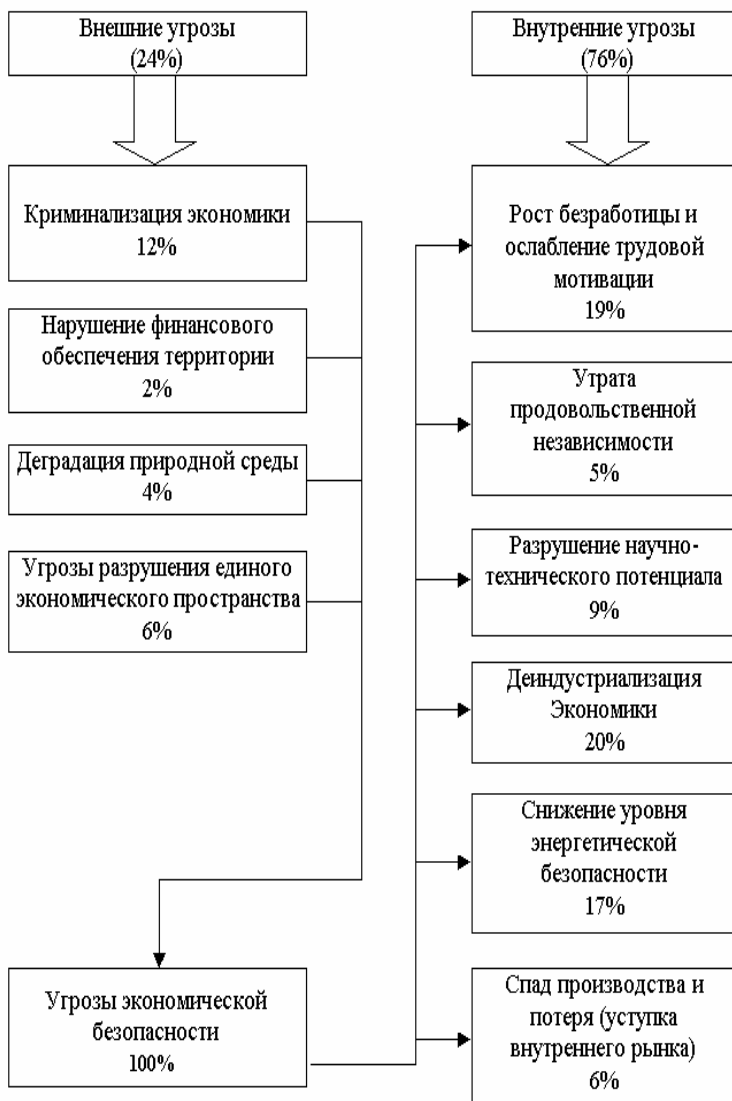 Внешние угрозы
(24%)
Криминализация экономики
12%
Нарушение финансового
обеспечения территории
2%
Деградация природной среды
4%
Угрозы разрушения единого
экономического пространства
6%
Угрозы экономической
безопасности
100%
Внутренние угрозы
(76%)
Рост безработицы и
ослабление трудовой
мотивации
19%
Утрата
продовольственной
независимости
5%
Разрушение научно-
технического потенциала
9%
Деиндустриализация
Экономики
20%
Снижение уровня
энергетической
безопасности
17%
Спад производства и
потеря (уступка
внутреннего рынка)
6%